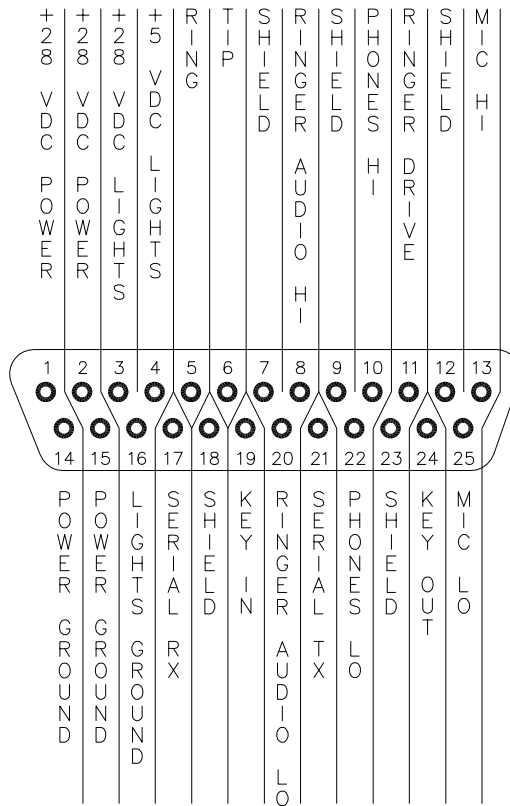 +28 VDC POWER
+28 VDC POWER
+28 VDC LIGHTS
+5 VDC LIGHTS
RING
TIP
SHIELD
RINGER AUDIO HI
SHIELD
PHONES HI
RINGER DRIVE
SHIELD
MIC HI
1 2 3 4 5 6 7 8 9 10 11 12 13
14 15 16 17 18 19 20 21 22 23 24 25
POWER GROUND
POWER GROUND
LIGHTS GROUND
SERIAL RX
SHIELD
KEY IN
RINGER AUDIO LO
SERIAL TX
PHONES LO
SHIELD
KEY OUT
MIC LO